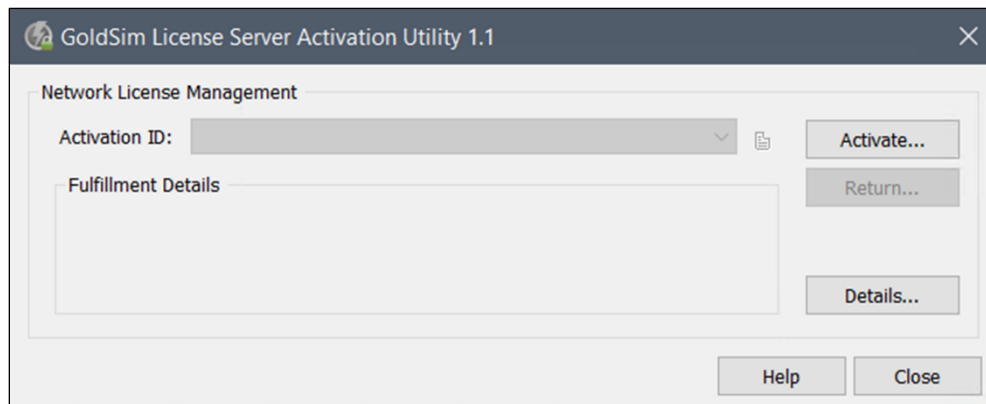 GoldSim License Server Activation Utility 1.1
Network License Management
Activation ID:
Activate...
Fulfillment Details
Return...
Details...
Help
Close